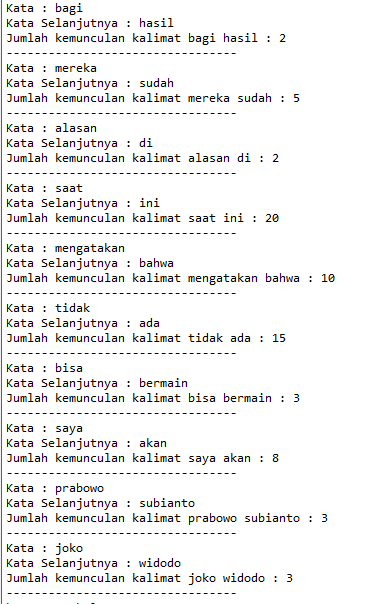 Kata : bagi
Kata Selanjutnya : hasil
Jumlah kemunculan kalimat bagi hasil : 2
---------------------------------
Kata : mereka
Kata Selanjutnya : sudah
Jumlah kemunculan kalimat mereka sudah : 5
---------------------------------
Kata : alasan
Kata Selanjutnya : di
Jumlah kemunculan kalimat alasan di : 2
---------------------------------
Kata : saat
Kata Selanjutnya : ini
Jumlah kemunculan kalimat saat ini : 20
---------------------------------
Kata : mengatakan
Kata Selanjutnya : bahwa
Jumlah kemunculan kalimat mengatakan bahwa : 10
---------------------------------
Kata : tidak
Kata Selanjutnya : ada
Jumlah kemunculan kalimat tidak ada : 15
---------------------------------
Kata : bisa
Kata Selanjutnya : bermain
Jumlah kemunculan kalimat bisa bermain : 3
---------------------------------
Kata : saya
Kata Selanjutnya : akan
Jumlah kemunculan kalimat saya akan : 8
---------------------------------
Kata : prabowo
Kata Selanjutnya : subianto
Jumlah kemunculan kalimat prabowo subianto : 3
---------------------------------
Kata : joko
Kata Selanjutnya : widodo
Jumlah kemunculan kalimat joko widodo : 3
---------------------------------